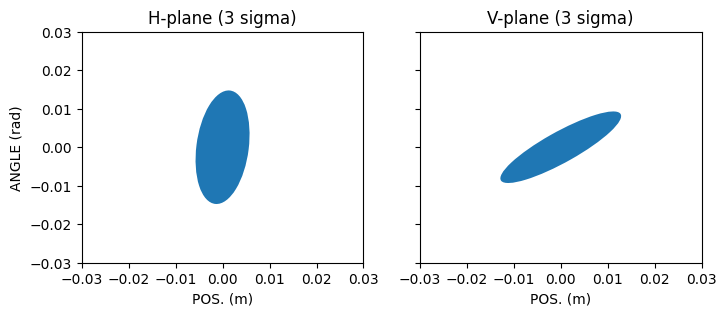 H-plane (3 sigma)
V-plane (3 sigma)
ANGLE (rad)
0.03
0.02
0.01
0.00
−0.01
−0.02
−0.03
−0.03 −0.02 −0.01 0.00 0.01 0.02 0.03
−0.03 −0.02 −0.01 0.00 0.01 0.02 0.03
POS. (m)
POS. (m)